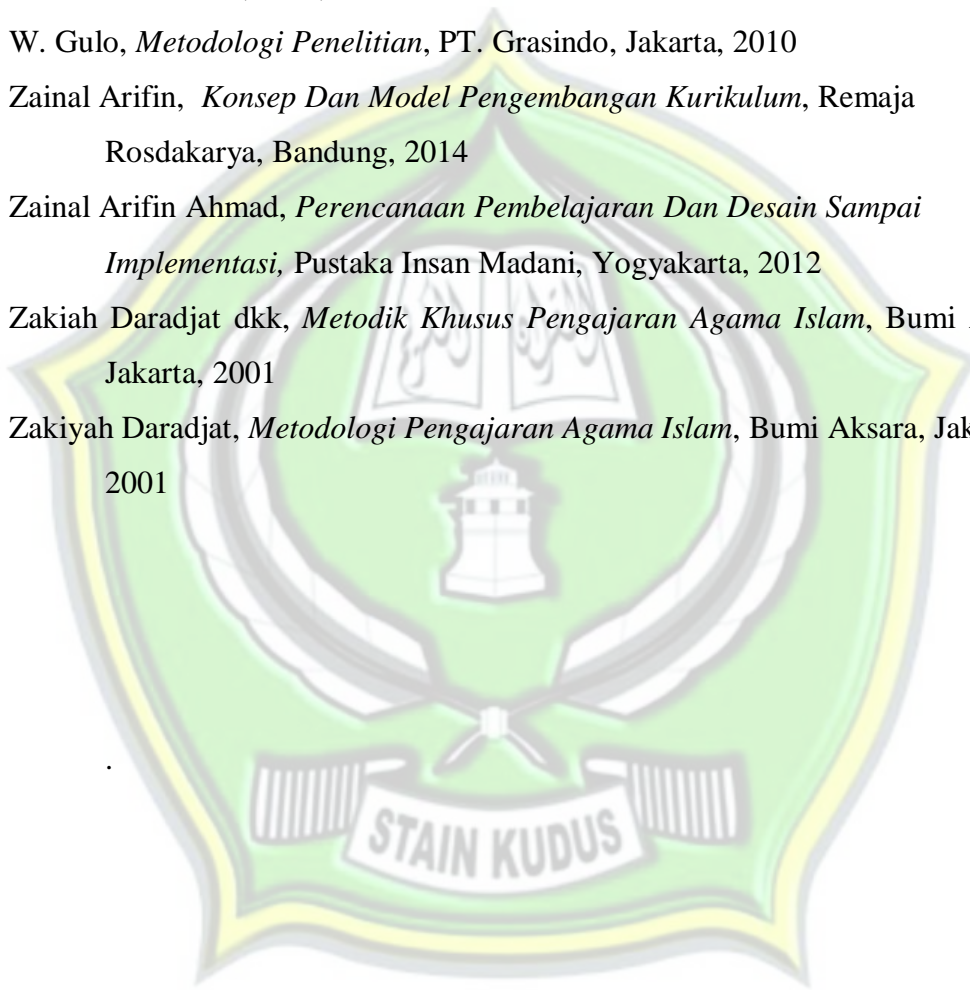 W. Gulo, Metodologi Penelitian, PT. Grasindo, Jakarta, 2010
Zainal Arifin, Konsep Dan Model Pengembangan Kurikulum, Remaja
Rosdakarya, Bandung, 2014
Zainal Arifin Ahmad, Perencanaan Pembelajaran Dan Desain Sampai
Implementasi, Pustaka Insan Madani, Yogyakarta, 2012
Zakiah Daradjat dkk, Metodik Khusus Pengajaran Agama Islam, Bumi
Jakarta, 2001
Zakiyah Daradjat, Metodologi Pengajaran Agama Islam, Bumi Aksara, Jak
2001
.
STAIN KUDUS